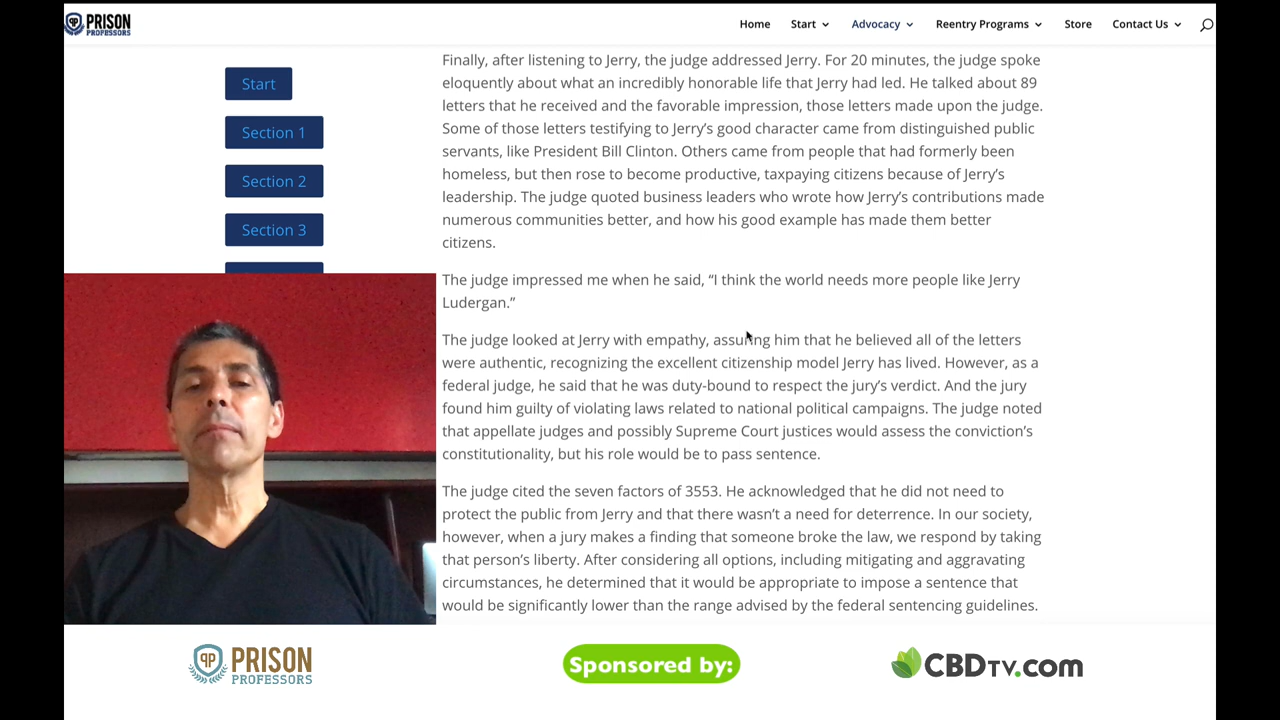 PRISON
PROFESSORS
Home
Start
Advocacy
Reentry Programs
Store
Contact Us
Start
Section 1
Section 2
Section 3
Finally, after listening to Jerry, the judge addressed Jerry. For 20 minutes, the judge spoke
eloquently about what an incredibly honorable life that Jerry had led. He talked about 89
letters that he received and the favorable impression, those letters made upon the judge.
Some of those letters testifying to Jerry’s good character came from distinguished public
servants, like President Bill Clinton. Others came from people that had formerly been
homeless, but then rose to become productive, taxpaying citizens because of Jerry’s
leadership. The judge quoted business leaders who wrote how Jerry’s contributions made
numerous communities better, and how his good example has made them better
citizens.
The judge impressed me when he said, “I think the world needs more people like Jerry
Ludergan.”
The judge looked at Jerry with empathy, assuring him that he believed all of the letters
were authentic, recognizing the excellent citizenship model Jerry has lived. However, as a
federal judge, he said that he was duty-bound to respect the jury’s verdict. And the jury
found him guilty of violating laws related to national political campaigns. The judge noted
that appellate judges and possibly Supreme Court justices would assess the conviction’s
constitutionality, but his role would be to pass sentence.
The judge cited the seven factors of 3553. He acknowledged that he did not need to
protect the public from Jerry and that there wasn’t a need for deterrence. In our society,
however, when a jury makes a finding that someone broke the law, we respond by taking
that person’s liberty. After considering all options, including mitigating and aggravating
circumstances, he determined that it would be appropriate to impose a sentence that
would be significantly lower than the range advised by the federal sentencing guidelines.
PRISON
PROFESSORS
Sponsored by:
CBDTV.com